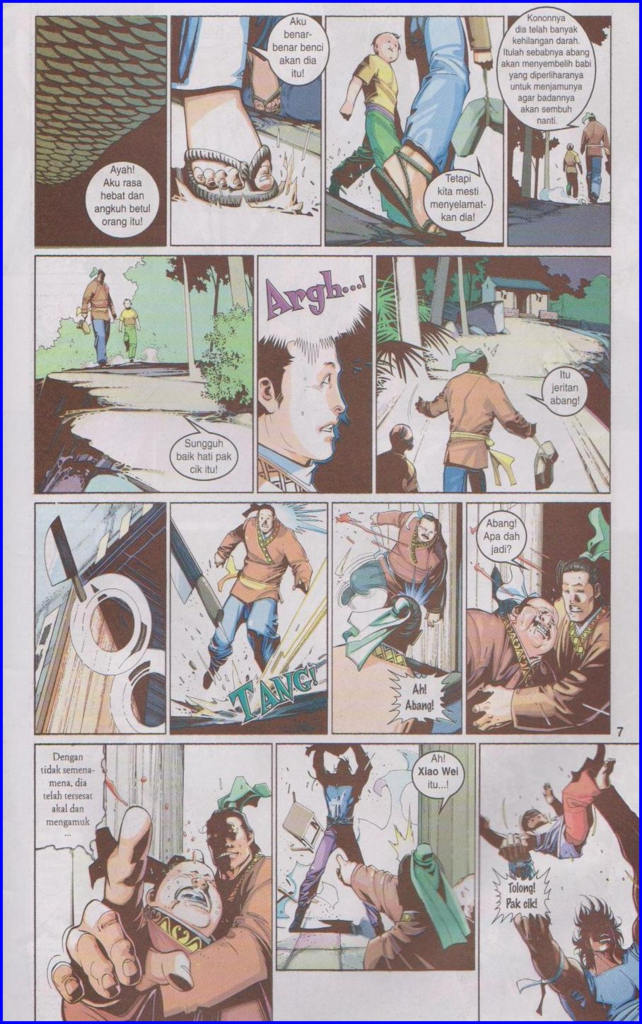 Ayah!
Aku rasa
hebat dan
angkuh betul
orang itu!
Aku
benar-
benar benci
akan dia
itu!
Tetapi
kita mesti
menyelamat-
kan dia!
Kononnya
dia telah banyak
kehilangan darah.
Itulah sebabnya abang
akan menyembelih babi
yang diperliharanya
untuk menjamunya
agar badannya
akan sembuh
nanti.
Sungguh
baik hati pak
cik itu!
Argh...!
Itu
jeritan
abang!
TANG!
Ah!
Abang!
Abang!
Apa dah
jadi?
7
Dengan
tidak semena-
mena, dia
telah tersesat
akal dan
mengamuk
...
Ah!
Xiao Wei
itu...!
Tolong!
Pak cik!